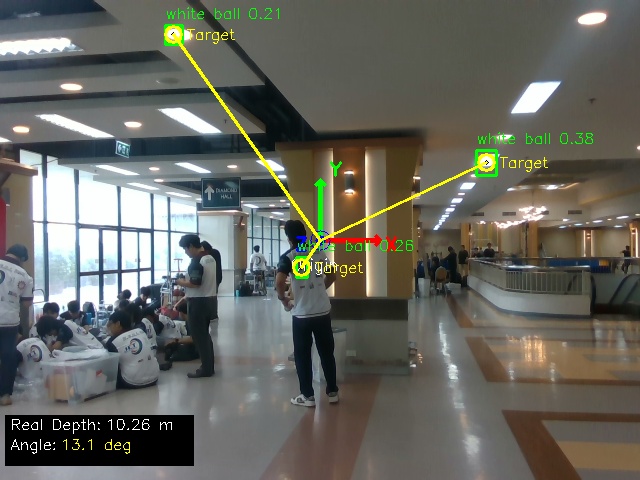 white ball 0.21
Target
white ball 0.38
Target
Y
X
DIAMOND
HALL
white ball 0.26
Target
Real Depth: 10.26 m
Angle: 13.1 deg